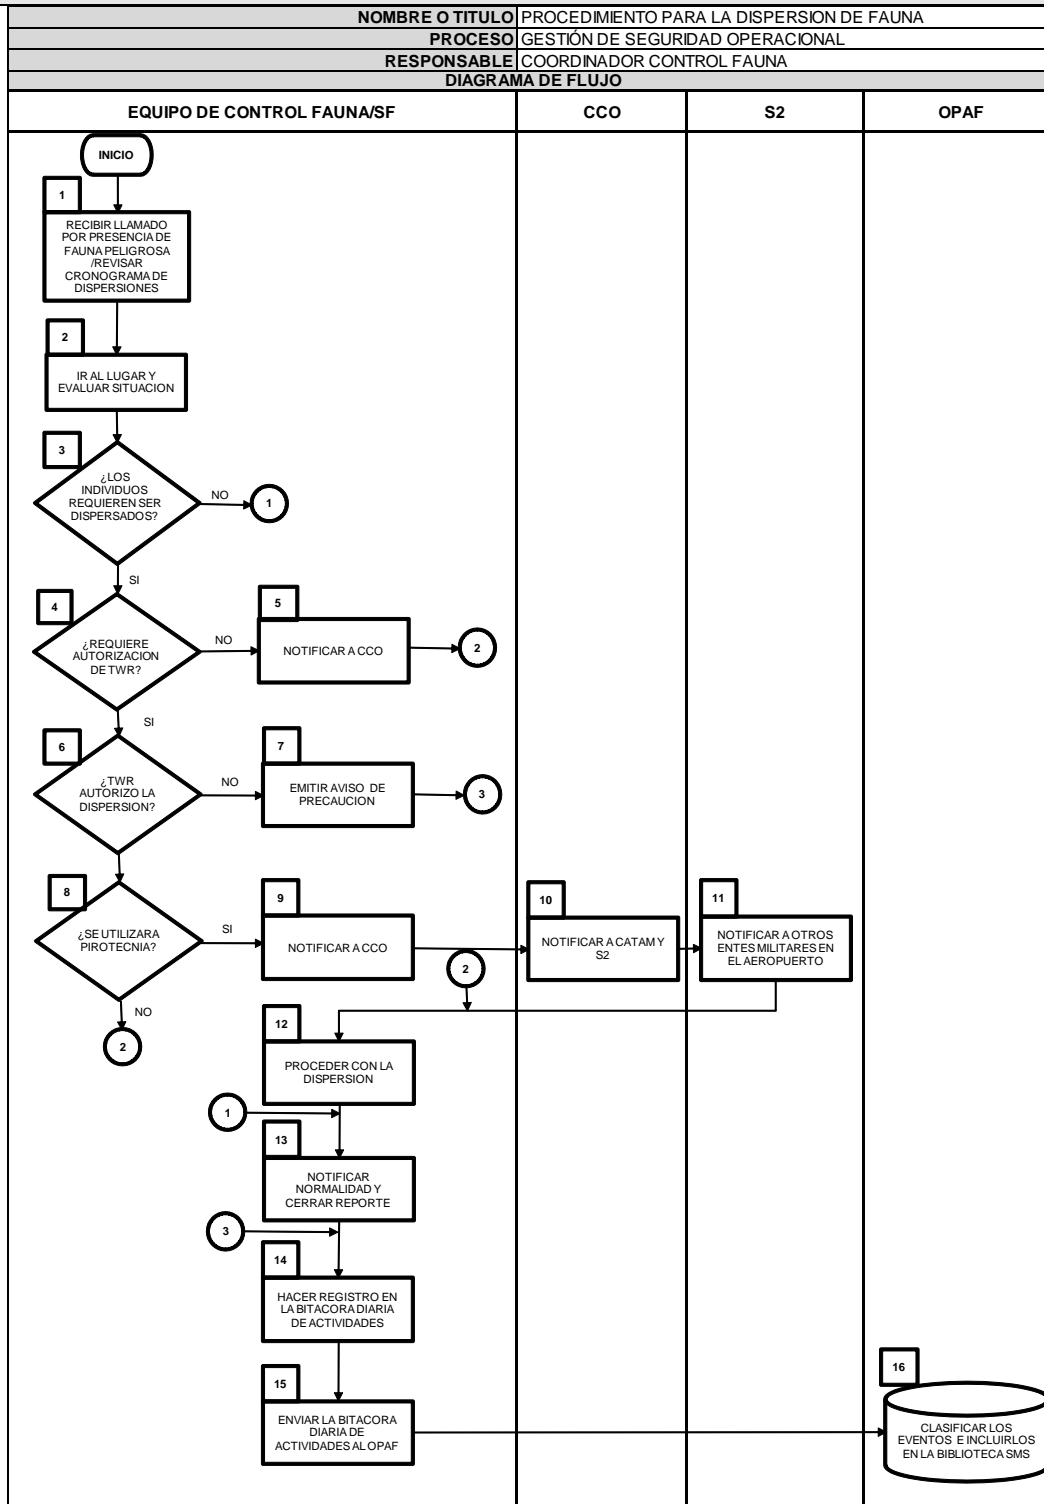 NOMBRE O TITULO PROCEDIMIENTO PARA LA DISPERSION DE FAUNA
PROCESO GESTIÓN DE SEGURIDAD OPERACIONAL
RESPONSABLE COORDINADOR CONTROL FAUNA
DIAGRAMA DE FLUJO
EQUIPO DE CONTROL FAUNA/SF CCO S2 OPAF
INICIO
1
RECIBIR LLAMADO
POR PRESENCIA DE
FAUNA PELIGROSA
/REVISAR
CRONOGRAMA DE
DISPERSIONES
2
IR AL LUGAR Y
EVALUAR SITUACION
3
¿LOS
INDIVIDUOS
REQUIEREN SER
DISPERSADOS?
NO
1
SI
4
¿REQUIERE
AUTORIZACION
DE TWR?
NO
5
NOTIFICAR A CCO
2
SI
6
¿TWR
AUTORIZO LA
DISPERSION?
NO
7
EMITIR AVISO DE
PRECAUCION
3
8
¿SE UTILIZARA
PIROTECNIA?
SI
9
NOTIFICAR A CCO
10
NOTIFICAR A CATAM Y
S2
11
NOTIFICAR A OTROS
ENTES MILITARES EN
EL AEROPUERTO
2
NO
2
12
PROCEDER CON LA
DISPERSION
1
13
NOTIFICAR
NORMALIDAD Y
CERRAR REPORTE
3
14
HACER REGISTRO EN
LA BITACORA DIARIA
DE ACTIVIDADES
15
ENVIAR LA BITACORA
DIARIA DE
ACTIVIDADES AL OPAF
16
CLASIFICAR LOS
EVENTOS E INCLUIRLOS
EN LA BIBLIOTECA SMS